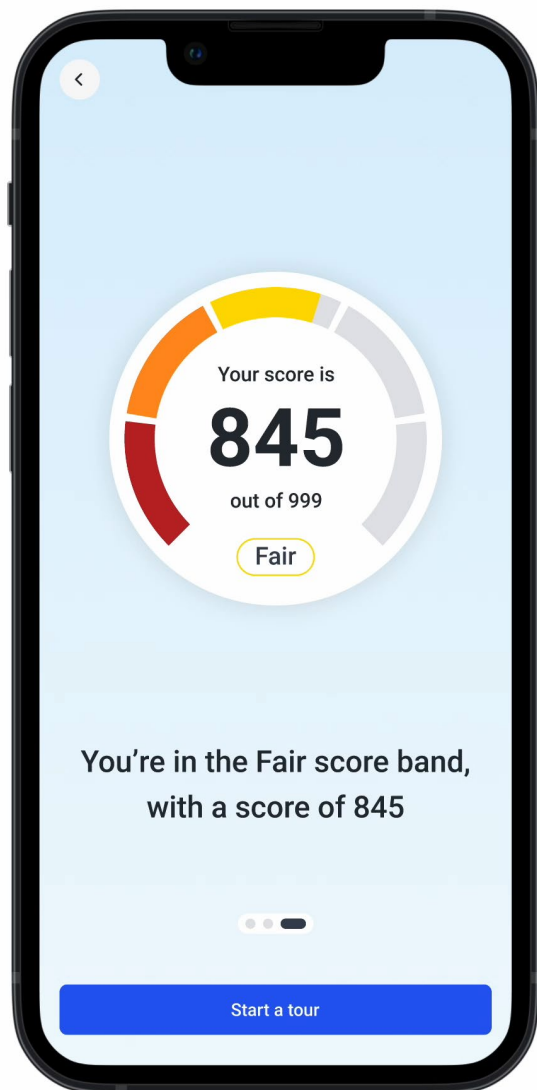 Your score is
845
out of 999
Fair
You’re in the Fair score band,
with a score of 845
Start a tour